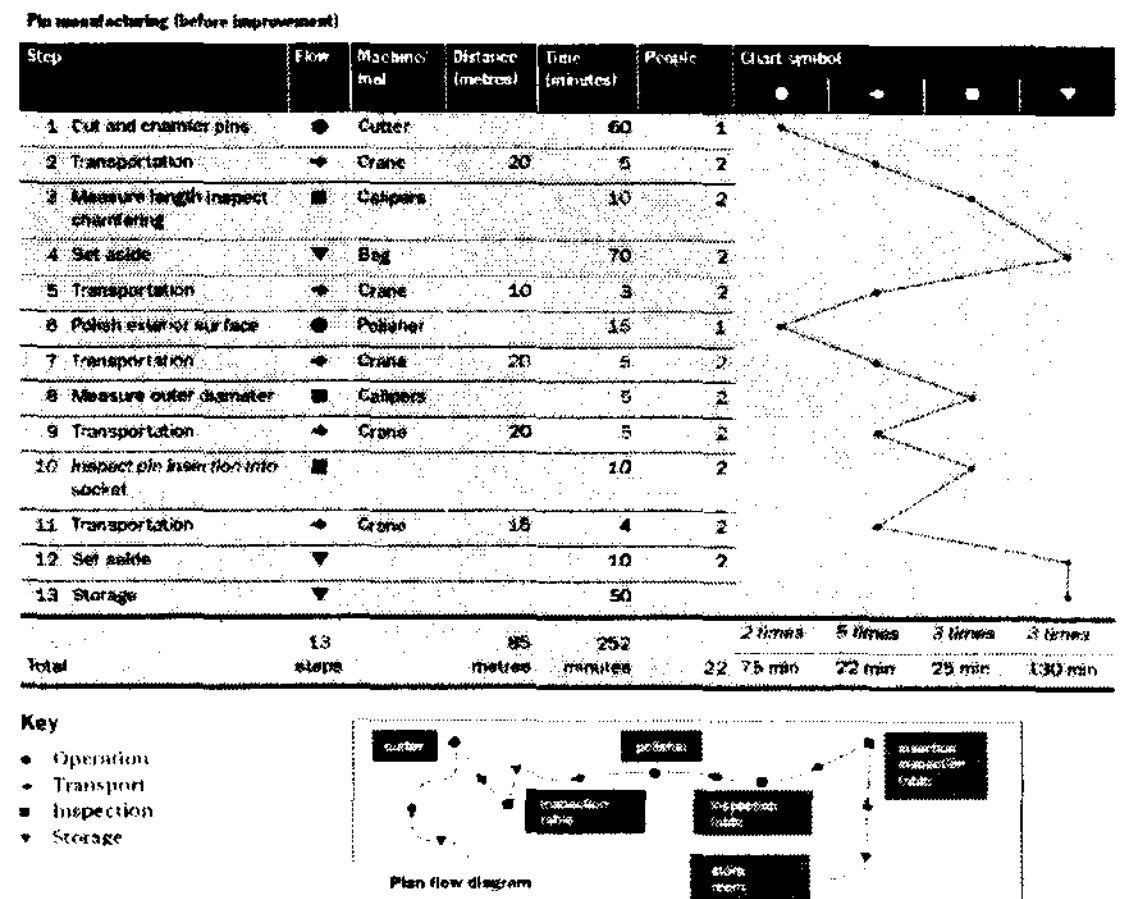 Pin manufacturing (before improvement)
Step Flow Machine/ Distance Time People Chart symbol
tool (metres) (minutes)
1 Cut and chamfer pins Cutter 60 1
2 Transportation Crane 20 5 2
3 Measure length inspect Calipers 10 2
chamfering
4 Set aside Bag 70 2
5 Transportation Crane 10 3 2
6 Polish exterior surface Polisher 15 1
7 Transportation Crane 20 5 2
8 Measure outer diameter Calipers 5 2
9 Transportation Crane 20 5 2
10 Inspect pin insertion into 10 2
socket
11 Transportation Crane 15 4 2
12 Set aside 10 2
13 Storage 50
13 85 252 2 times 5 times 3 times 3 times
Total steps metres minutes 22 75 min 22 min 25 min 130 min
Key
Operation
Transport
Inspection
Storage
cutter polisher insertion
inspection
table
inspection inspection
table table
store
room
Plan flow diagram